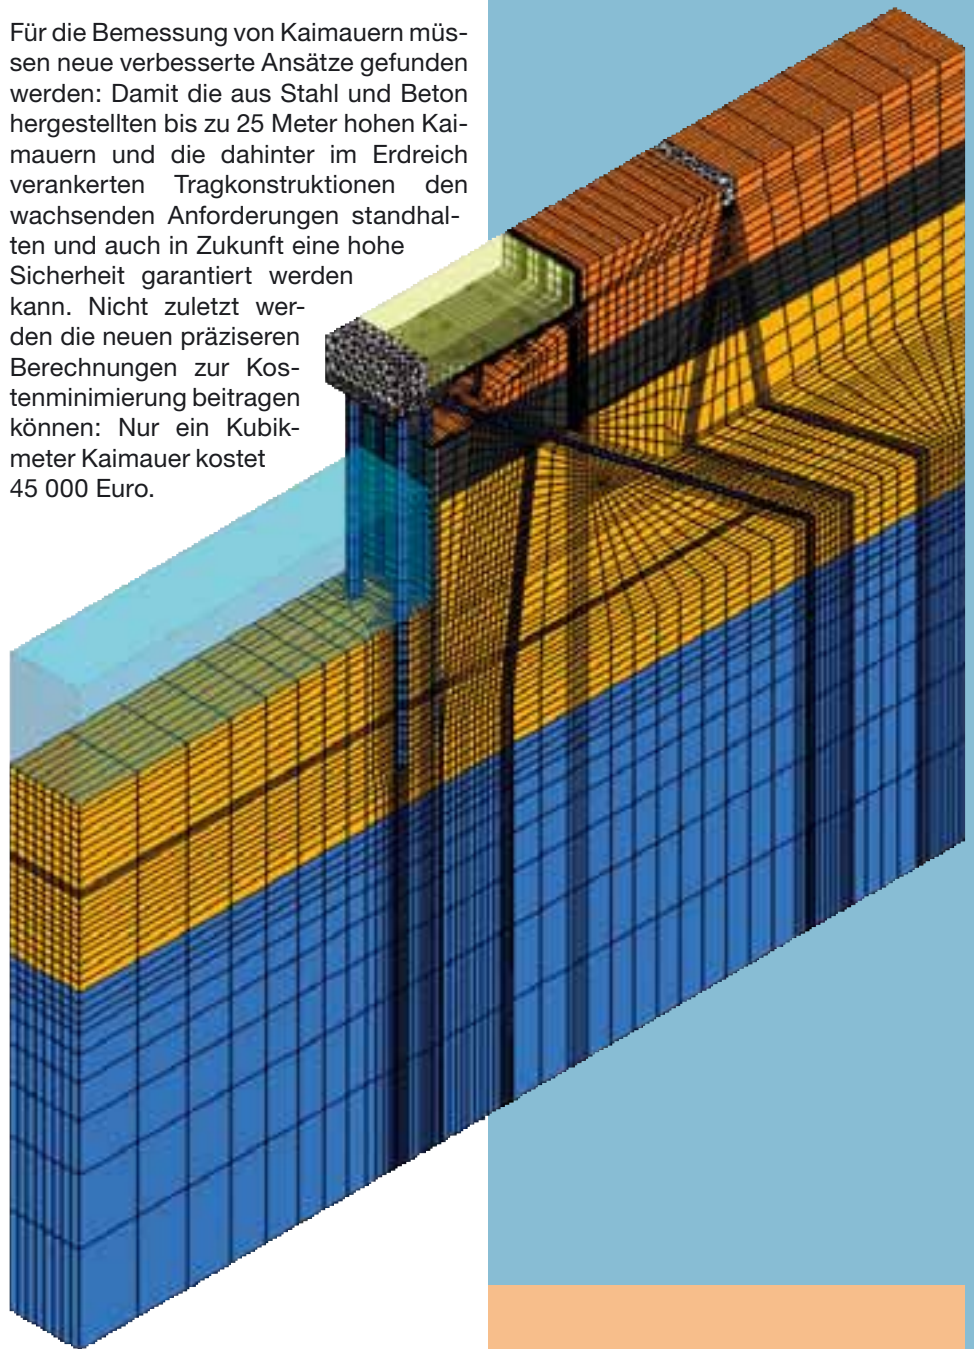 Für die Bemessung von Kaimauern müs-
sen neue verbesserte Ansätze gefunden
werden: Damit die aus Stahl und Beton
hergestellten bis zu 25 Meter hohen Kai-
mauern und die dahinter im Erdreich
verankerten Tragkonstruktionen den
wachsenden Anforderungen standhal-
ten und auch in Zukunft eine hohe
Sicherheit garantiert werden
kann. Nicht zuletzt wer-
den die neuen präziseren
Berechnungen zur Kos-
tenminimierung beitragen
können: Nur ein Kubik-
meter Kaimauer kostet
45 000 Euro.